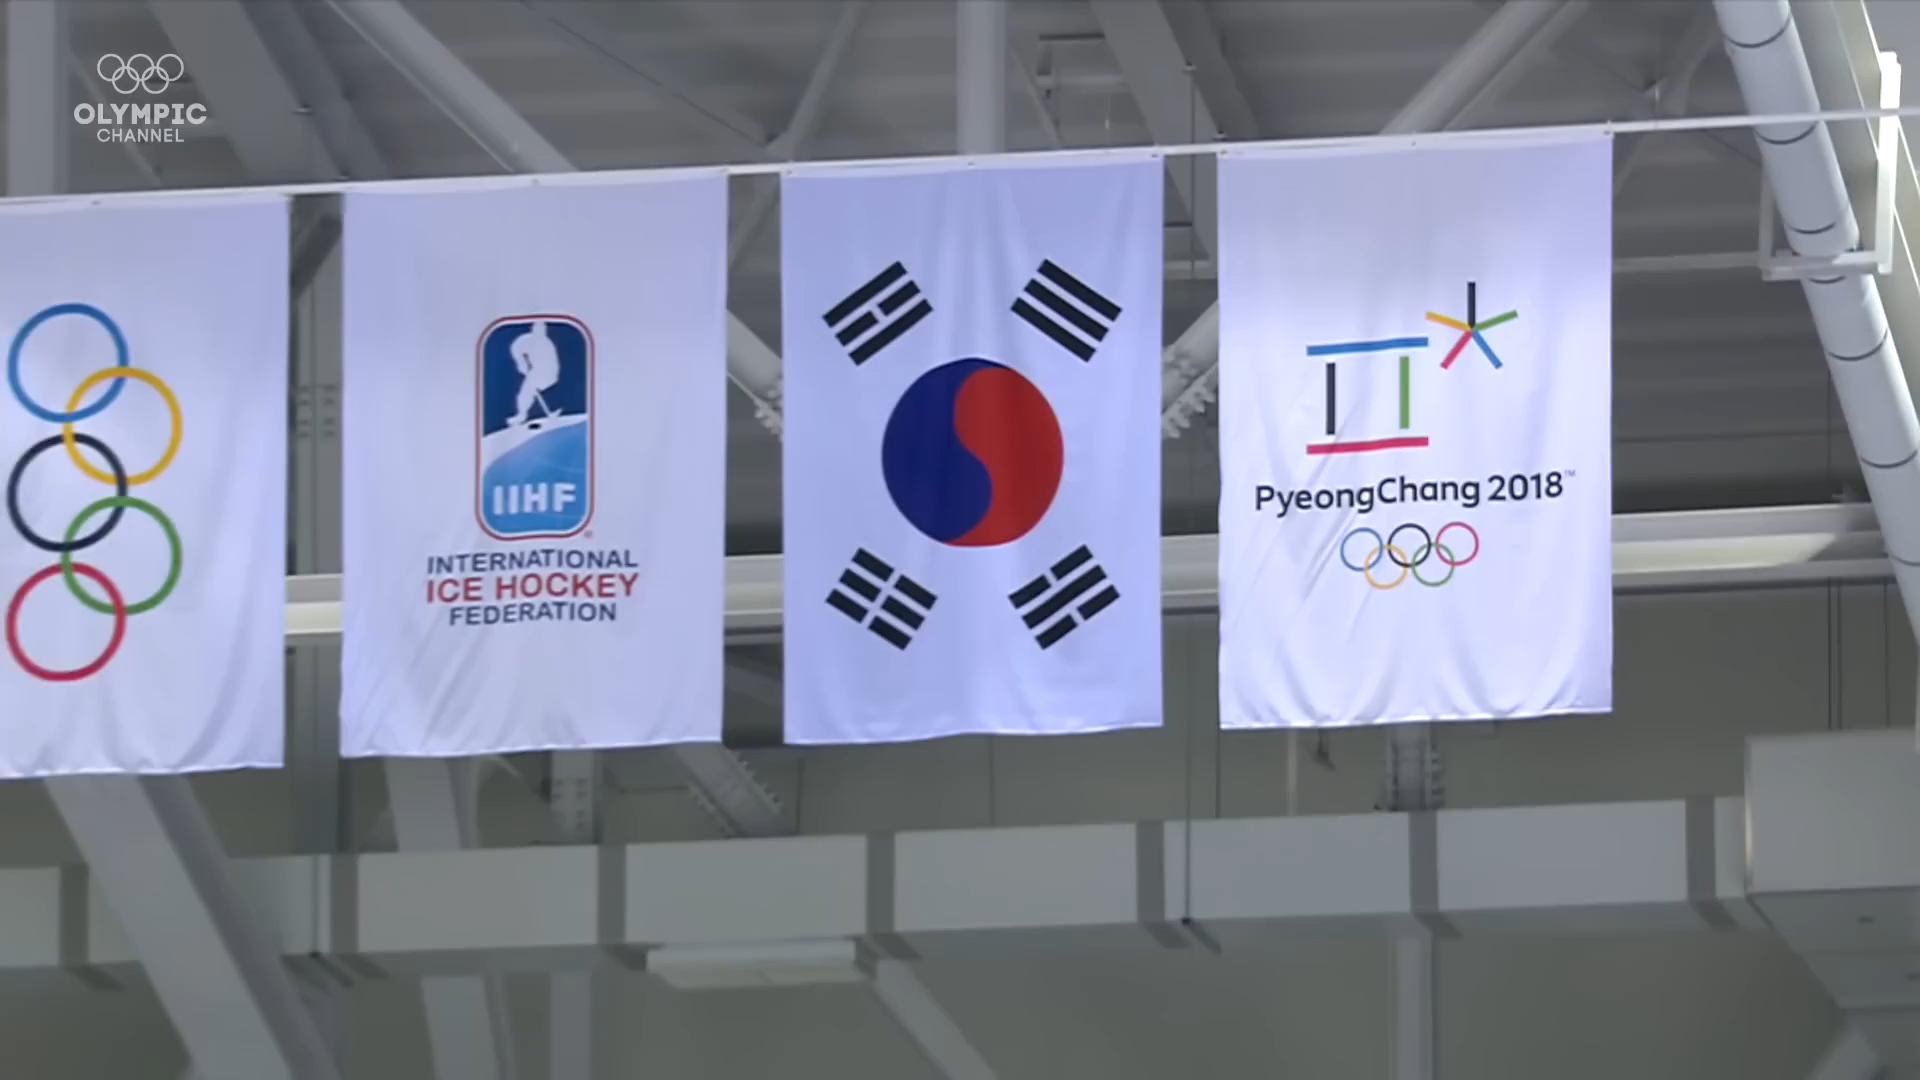 OLYMPIC
CHANNEL
IIHF
INTERNATIONAL
ICE HOCKEY
FEDERATION
PyeongChang 2018™